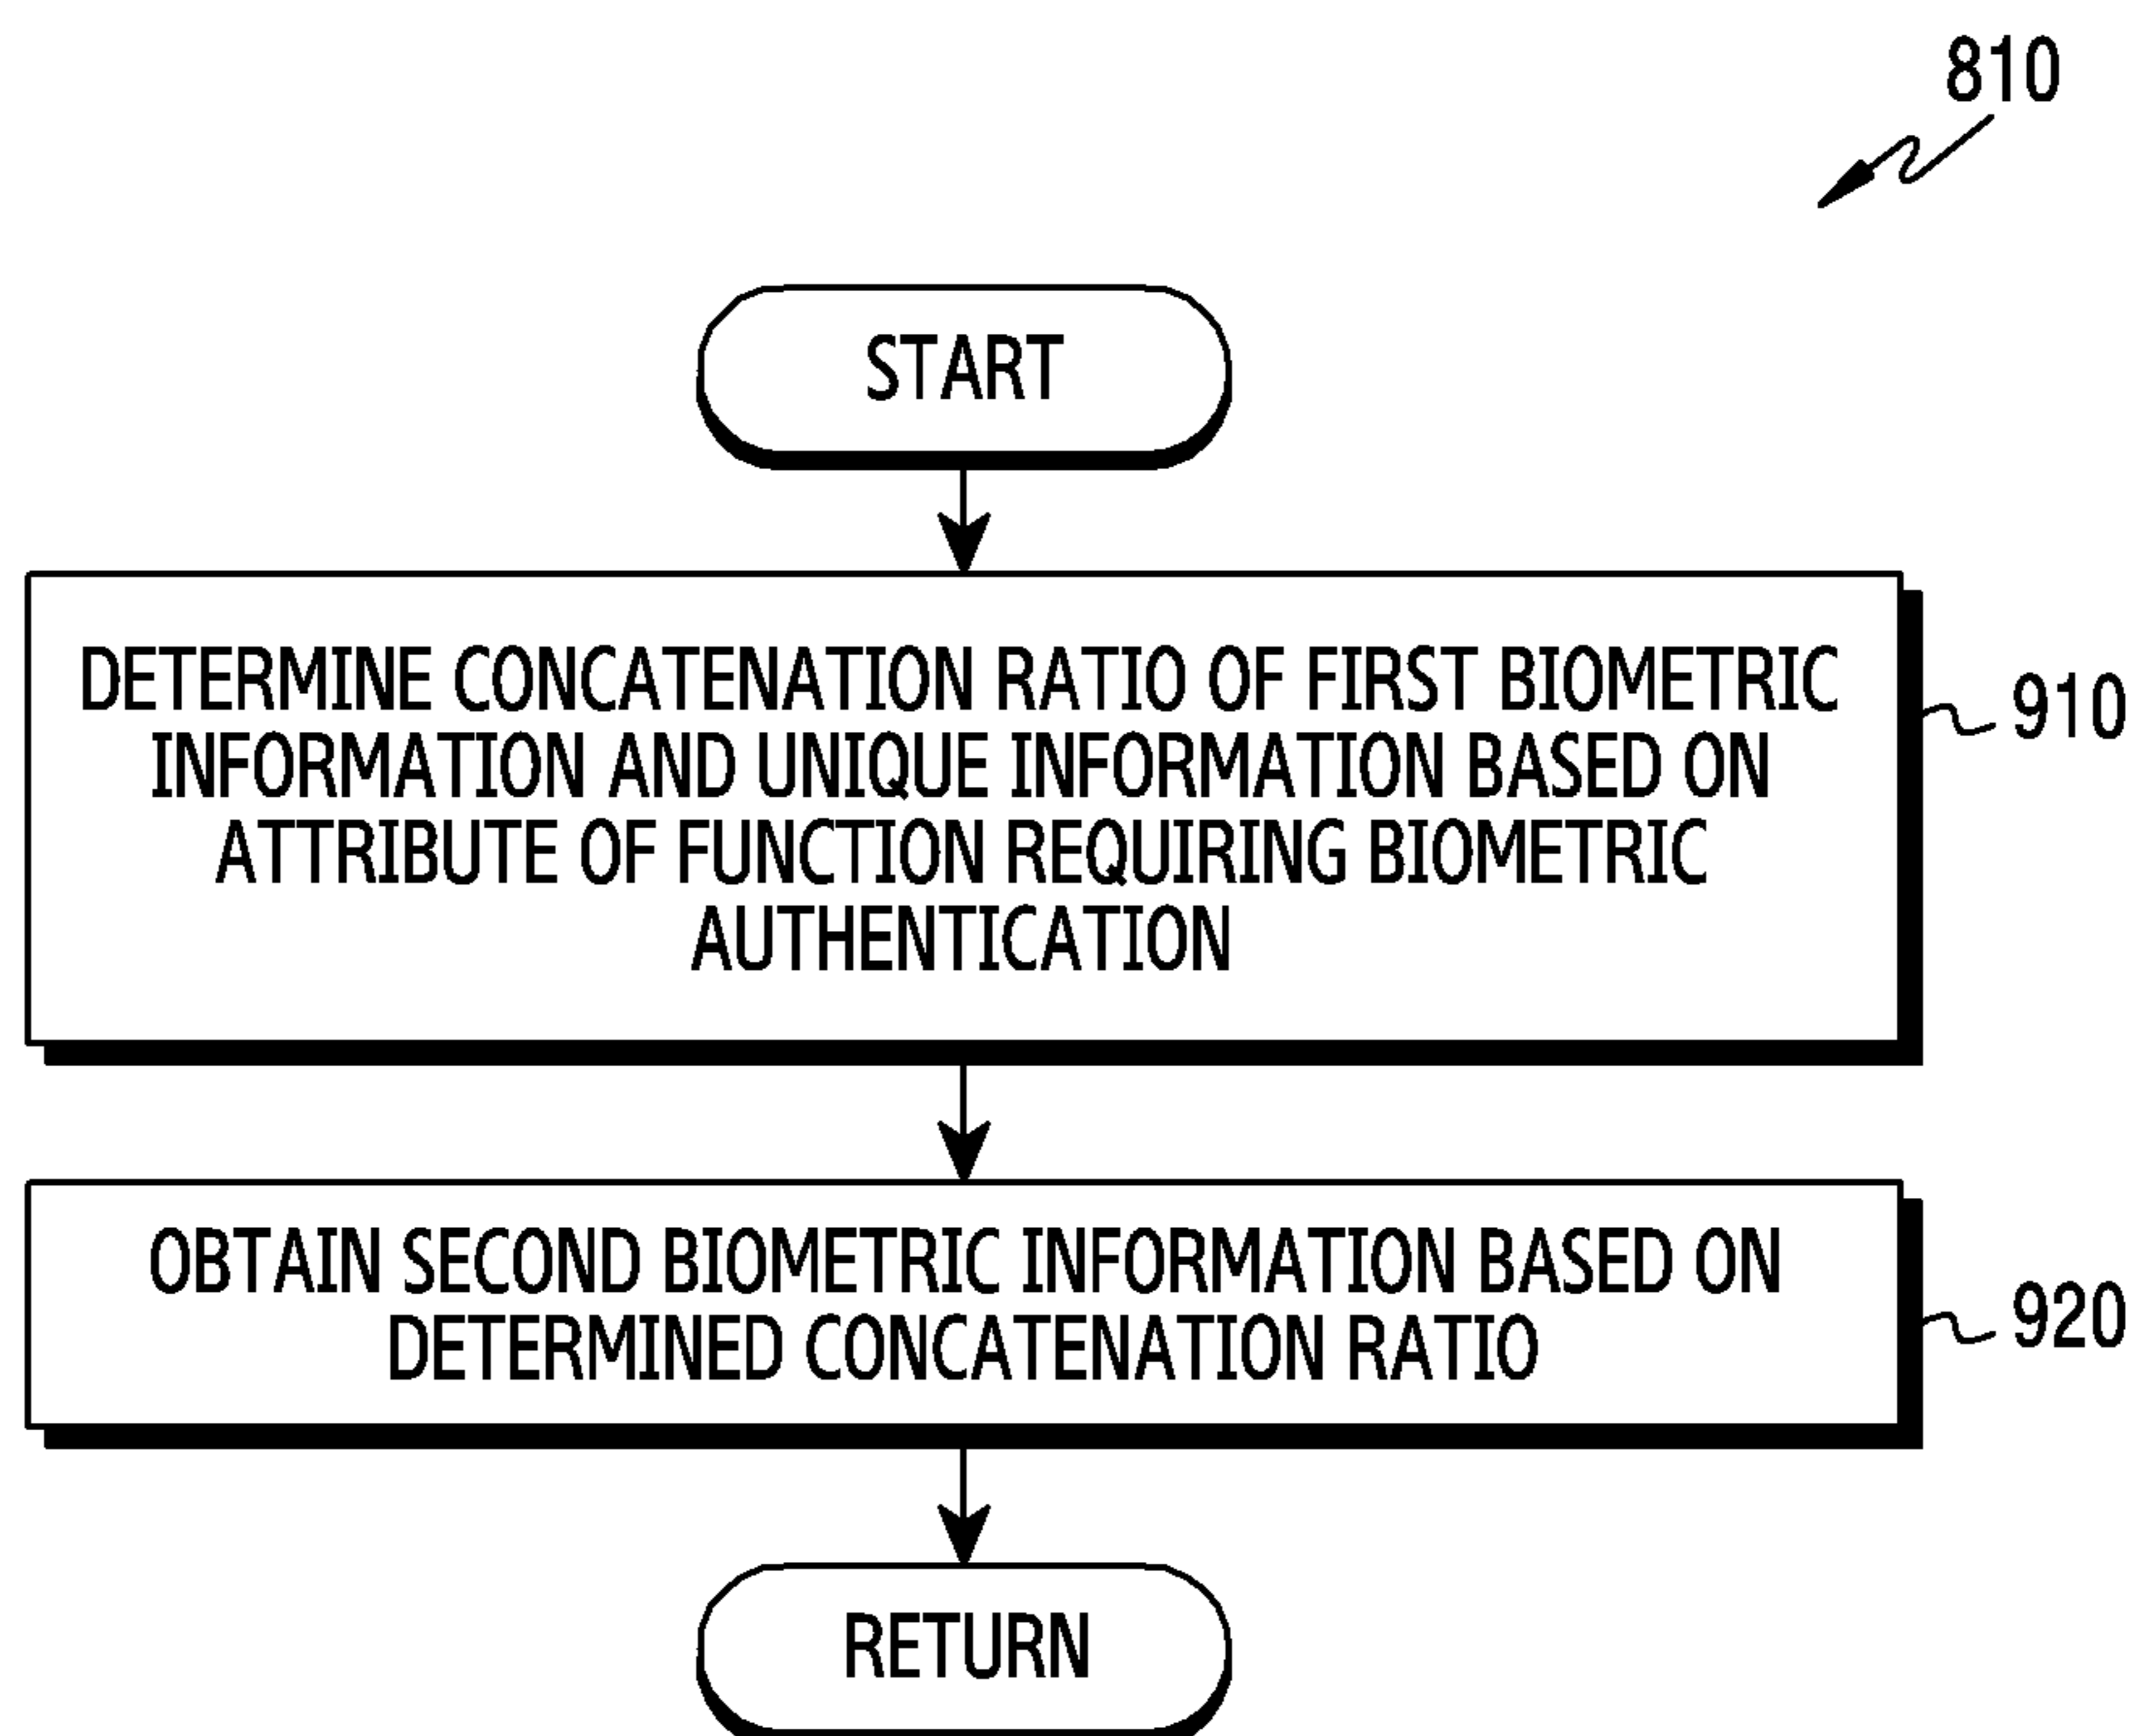 810
START
DETERMINE CONCATENATION RATIO OF FIRST BIOMETRIC
INFORMATION AND UNIQUE INFORMATION BASED ON
ATTRIBUTE OF FUNCTION REQUIRING BIOMETRIC
AUTHENTICATION
910
OBTAIN SECOND BIOMETRIC INFORMATION BASED ON
DETERMINED CONCATENATION RATIO
920
RETURN